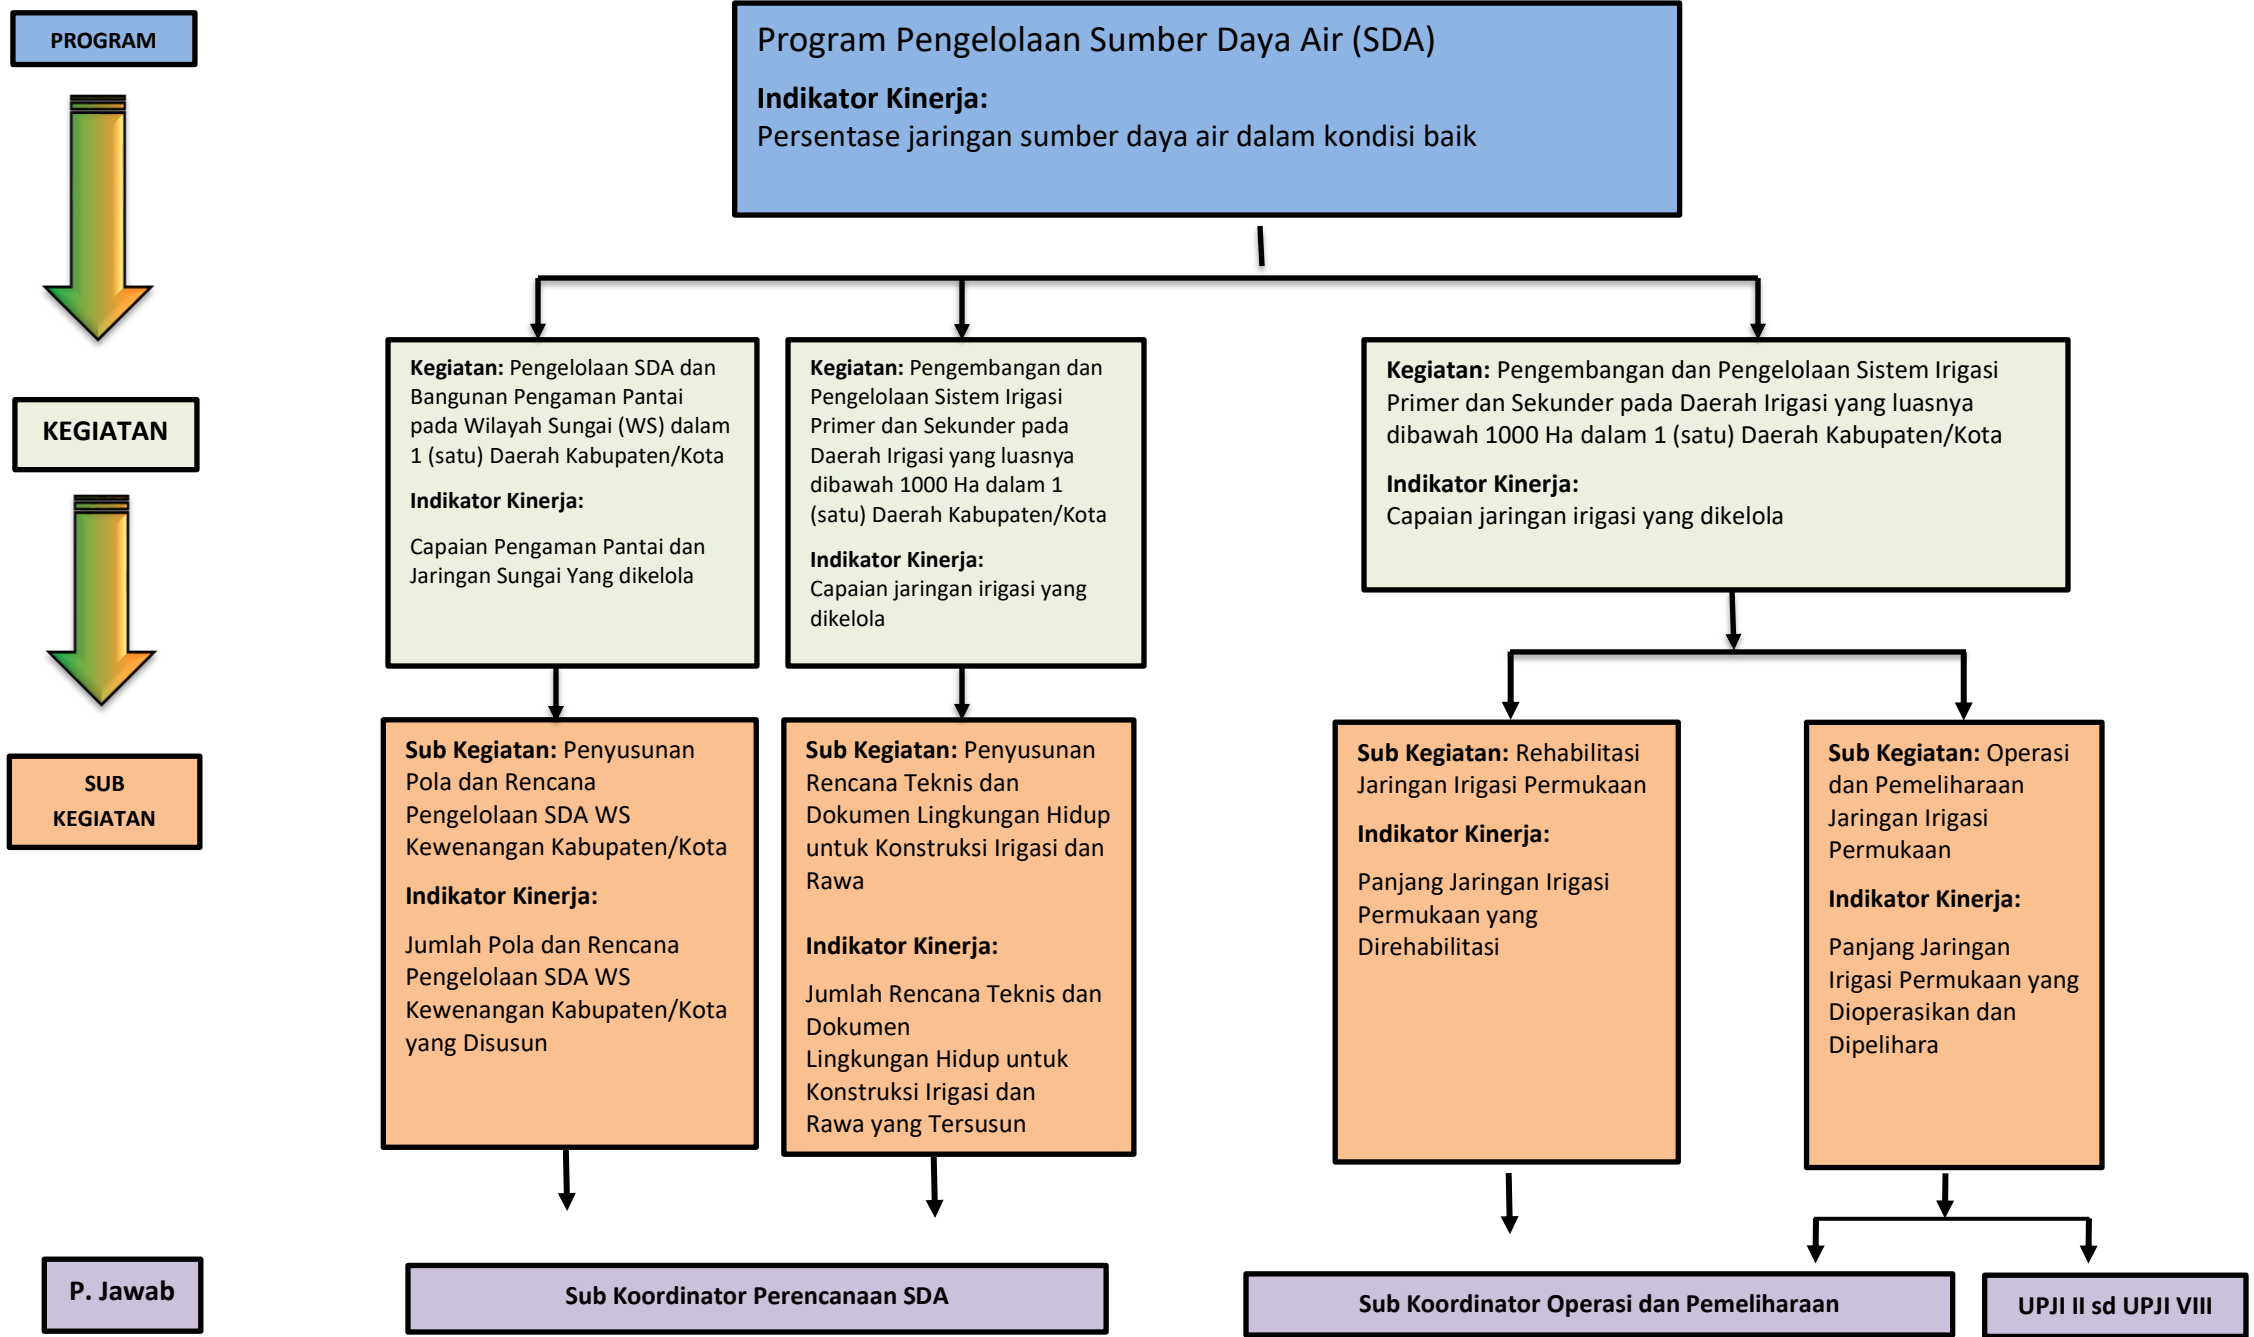 PROGRAM
Program Pengelolaan Sumber Daya Air (SDA)
Indikator Kinerja:
Persentase jaringan sumber daya air dalam kondisi baik
KEGIATAN
Kegiatan: Pengelolaan SDA dan
Bangunan Pengaman Pantai
pada Wilayah Sungai (WS) dalam
1 (satu) Daerah Kabupaten/Kota
Indikator Kinerja:
Capaian Pengaman Pantai dan
Jaringan Sungai Yang dikelola
Kegiatan: Pengembangan dan
Pengelolaan Sistem Irigasi
Primer dan Sekunder pada
Daerah Irigasi yang luasnya
dibawah 1000 Ha dalam 1
(satu) Daerah Kabupaten/Kota
Indikator Kinerja:
Capaian jaringan irigasi yang
dikelola
Kegiatan: Pengembangan dan Pengelolaan Sistem Irigasi
Primer dan Sekunder pada Daerah Irigasi yang luasnya
dibawah 1000 Ha dalam 1 (satu) Daerah Kabupaten/Kota
Indikator Kinerja:
Capaian jaringan irigasi yang dikelola
SUB
KEGIATAN
Sub Kegiatan: Penyusunan
Pola dan Rencana
Pengelolaan SDA WS
Kewenangan Kabupaten/Kota
Indikator Kinerja:
Jumlah Pola dan Rencana
Pengelolaan SDA WS
Kewenangan Kabupaten/Kota
yang Disusun
Sub Kegiatan: Penyusunan
Rencana Teknis dan
Dokumen Lingkungan Hidup
untuk Konstruksi Irigasi dan
Rawa
Indikator Kinerja:
Jumlah Rencana Teknis dan
Dokumen
Lingkungan Hidup untuk
Konstruksi Irigasi dan
Rawa yang Tersusun
Sub Kegiatan: Rehabilitasi
Jaringan Irigasi Permukaan
Indikator Kinerja:
Panjang Jaringan Irigasi
Permukaan yang
Direhabilitasi
Sub Kegiatan: Operasi
dan Pemeliharaan
Jaringan Irigasi
Permukaan
Indikator Kinerja:
Panjang Jaringan
Irigasi Permukaan yang
Dioperasikan dan
Dipelihara
P. Jawab
Sub Koordinator Perencanaan SDA
Sub Koordinator Operasi dan Pemeliharaan
UPJI II sd UPJI VIII